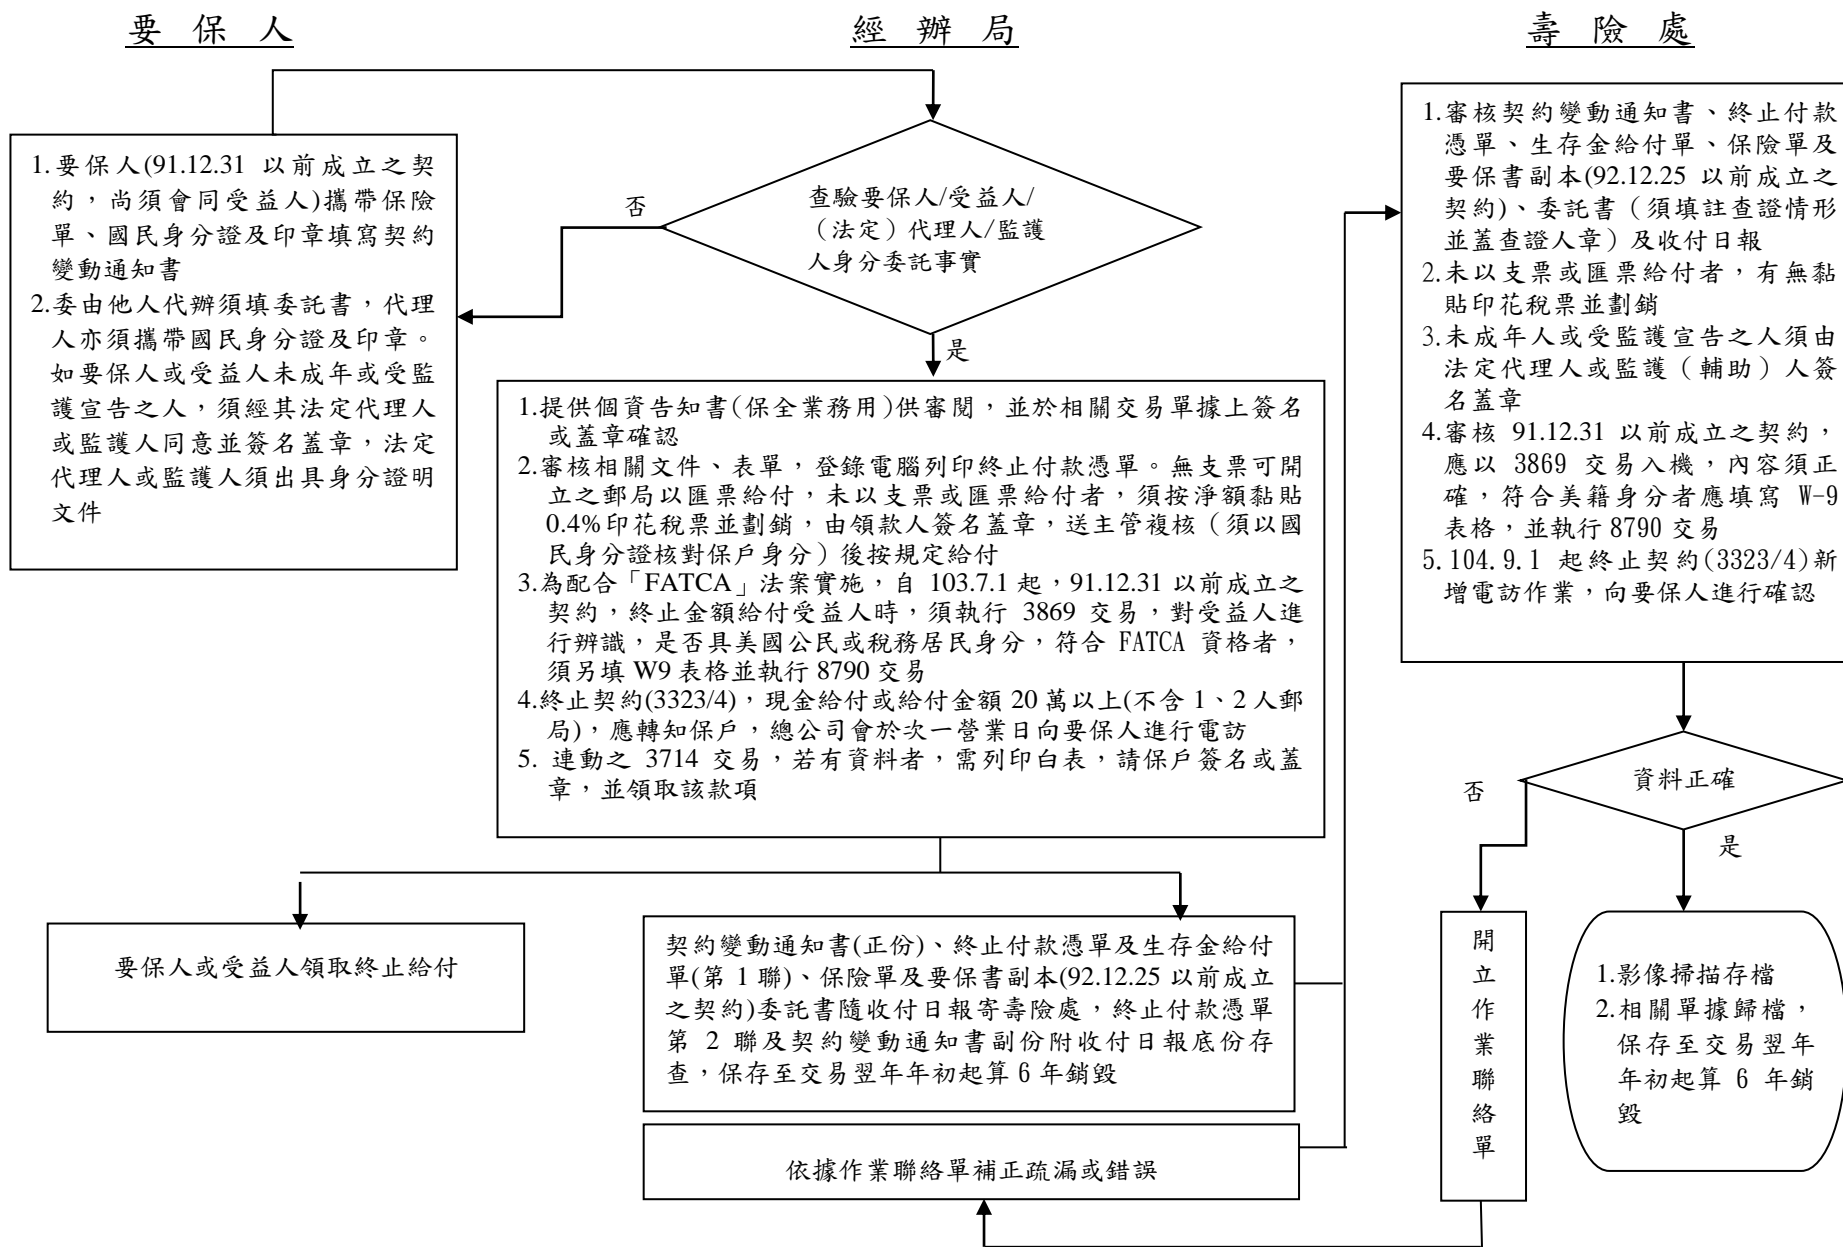 要保人
經辦局
壽險處
1.要保人(91.12.31 以前成立之契
約，尚須會同受益人)攜帶保險
單、國民身分證及印章填寫契約
變動通知書
2.委由他人代辦須填委託書，代理
人亦須攜帶國民身分證及印章。
如要保人或受益人未成年或受監
護宣告之人，須經其法定代理人
或監護人同意並簽名蓋章，法定
代理人或監護人須出具身分證明
文件
否
查驗要保人/受益人/
（法定）代理人/監護
人身分委託事實
是
1.提供個資告知書(保全業務用)供審閱，並於相關交易單據上簽名
或蓋章確認
2.審核相關文件、表單，登錄電腦列印終止付款憑單。無支票可開
立之郵局以匯票給付，未以支票或匯票給付者，須按淨額黏貼
0.4%印花稅票並劃銷，由領款人簽名蓋章，送主管複核（須以國
民身分證核對保戶身分）後按規定給付
3.為配合「FATCA」法案實施，自 103.7.1 起，91.12.31 以前成立之
契約，終止金額給付受益人時，須執行 3869 交易，對受益人進
行辨識，是否具美國公民或稅務居民身分，符合 FATCA 資格者，
須另填 W9 表格並執行 8790 交易
4.終止契約(3323/4)，現金給付或給付金額 20 萬以上(不含 1、2 人郵
局)，應轉知保戶，總公司會於次一營業日向要保人進行電訪
5. 連動之 3714 交易，若有資料者，需列印白表，請保戶簽名或蓋
章，並領取該款項
要保人或受益人領取終止給付
契約變動通知書(正份)、終止付款憑單及生存金給付
單(第 1 聯)、保險單及要保書副本(92.12.25 以前成立
之契約)委託書隨收付日報寄壽險處，終止付款憑單
第 2 聯及契約變動通知書副份附收付日報底份存
查，保存至交易翌年年初起算 6 年銷毀
依據作業聯絡單補正疏漏或錯誤
1.審核契約變動通知書、終止付款
憑單、生存金給付單、保險單及
要保書副本(92.12.25 以前成立之
契約)、委託書（須填註查證情形
並蓋查證人章）及收付日報
2.未以支票或匯票給付者，有無黏
貼印花稅票並劃銷
3.未成年人或受監護宣告之人須由
法定代理人或監護（輔助）人簽
名蓋章
4.審核 91.12.31 以前成立之契約，
應以 3869 交易入機，內容須正
確，符合美籍身分者應填寫 W-9
表格，並執行 8790 交易
5.104.9.1 起終止契約(3323/4)新
增電訪作業，向要保人進行確認
資料正確
否
是
開
立
作
業
聯
絡
單
1.影像掃描存檔
2.相關單據歸檔，
保存至交易翌年
年初起算 6 年銷
毀